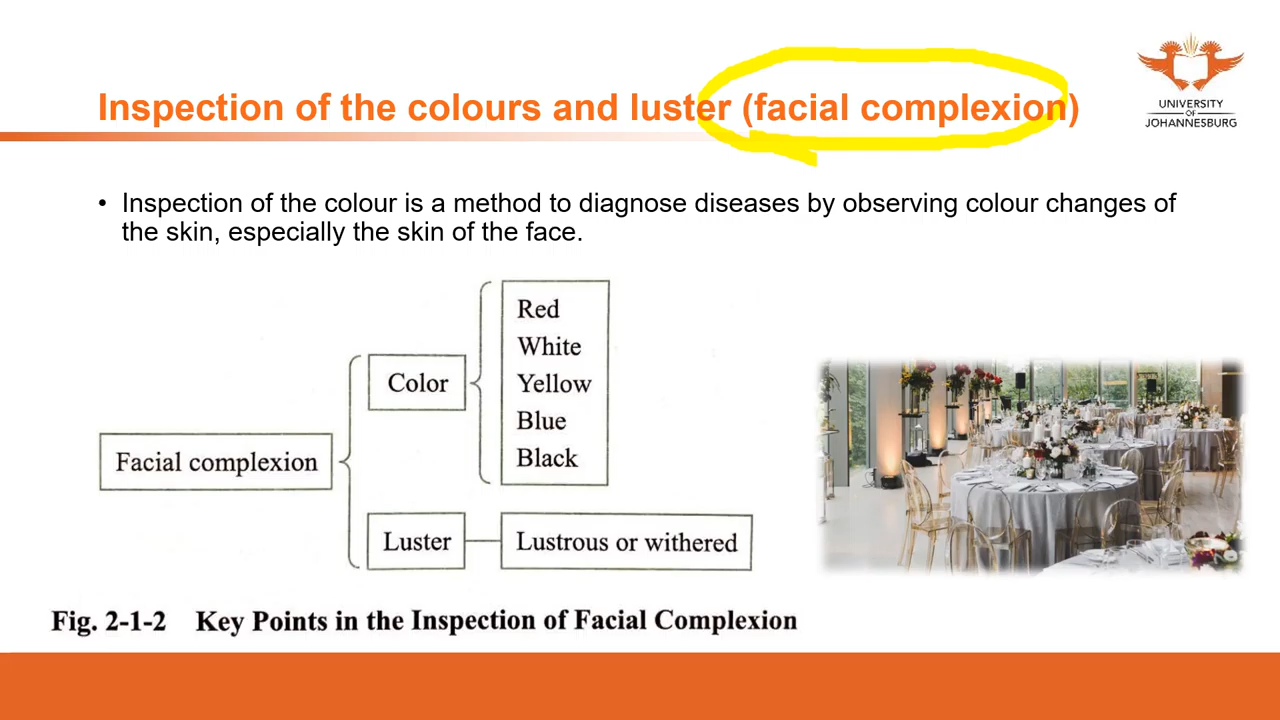 Inspection of the colours and luster (facial complexion)
UNIVERSITY
OF
JOHANNESBURG
• Inspection of the colour is a method to diagnose diseases by observing colour changes of
the skin, especially the skin of the face.
Facial complexion
Color
Red
White
Yellow
Blue
Black
Luster
Lustrous or withered
Fig. 2-1-2 Key Points in the Inspection of Facial Complexion